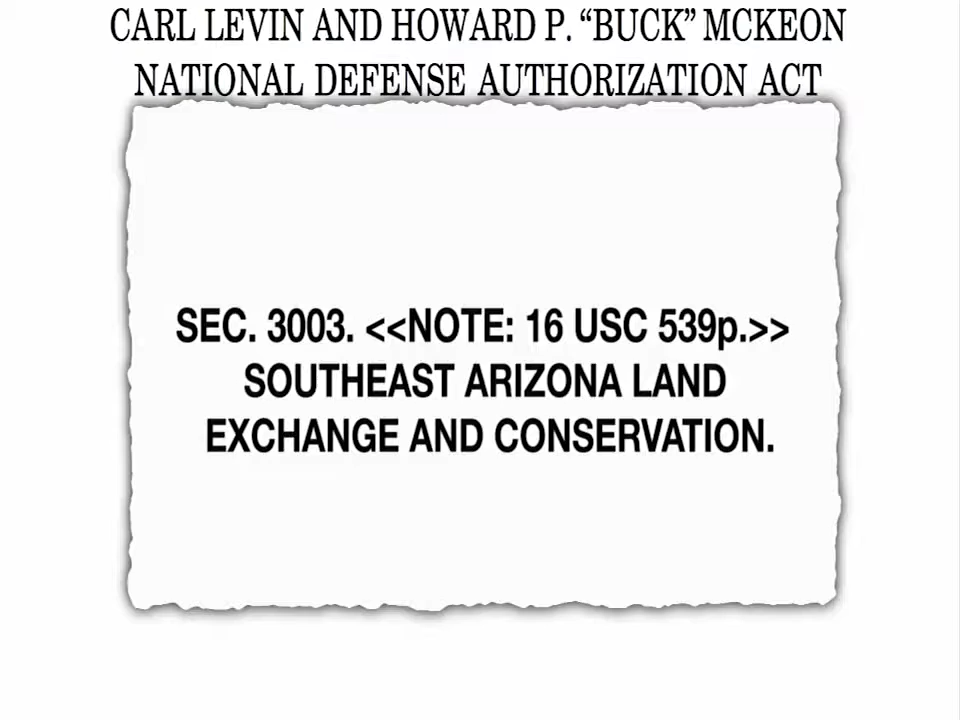 CARL LEVIN AND HOWARD P. “BUCK” MCKEON
NATIONAL DEFENSE AUTHORIZATION ACT
SEC. 3003. <<NOTE: 16 USC 539p.>>
SOUTHEAST ARIZONA LAND
EXCHANGE AND CONSERVATION.